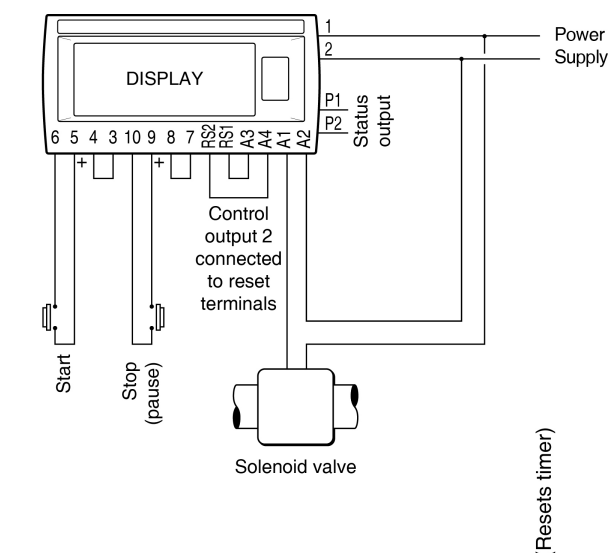 1
Power
2
Supply
DISPLAY
P1
P2
Status
output
6 5 4 3 10 9 8 7 RS2 RS1 A3 A4 A1 A2
+ +
Control
output 2
connected
to reset
terminals
Start
Stop
(pause)
Solenoid valve
(Resets timer)